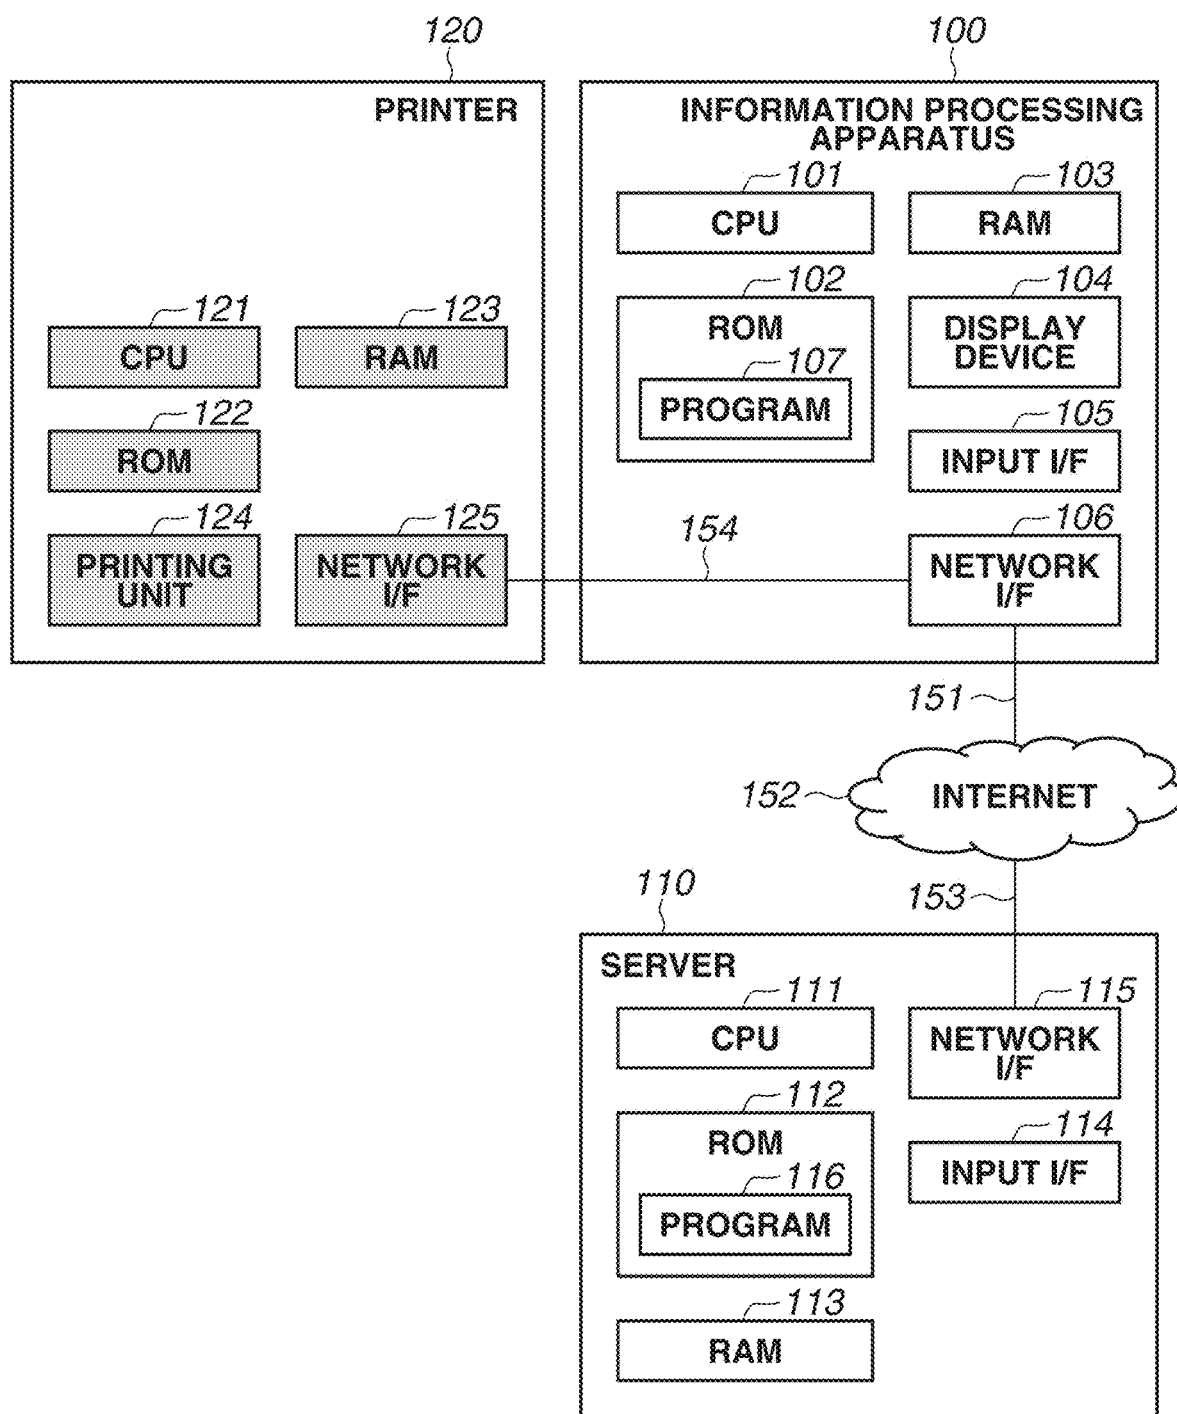 120
PRINTER
121
CPU
123
RAM
122
ROM
124
PRINTING
UNIT
125
NETWORK
I/F
154
100
INFORMATION PROCESSING
APPARATUS
101
CPU
103
RAM
102
ROM
107
PROGRAM
104
DISPLAY
DEVICE
105
INPUT I/F
106
NETWORK
I/F
151
152
INTERNET
153
110
SERVER
111
CPU
115
NETWORK
I/F
112
ROM
116
PROGRAM
114
INPUT I/F
113
RAM